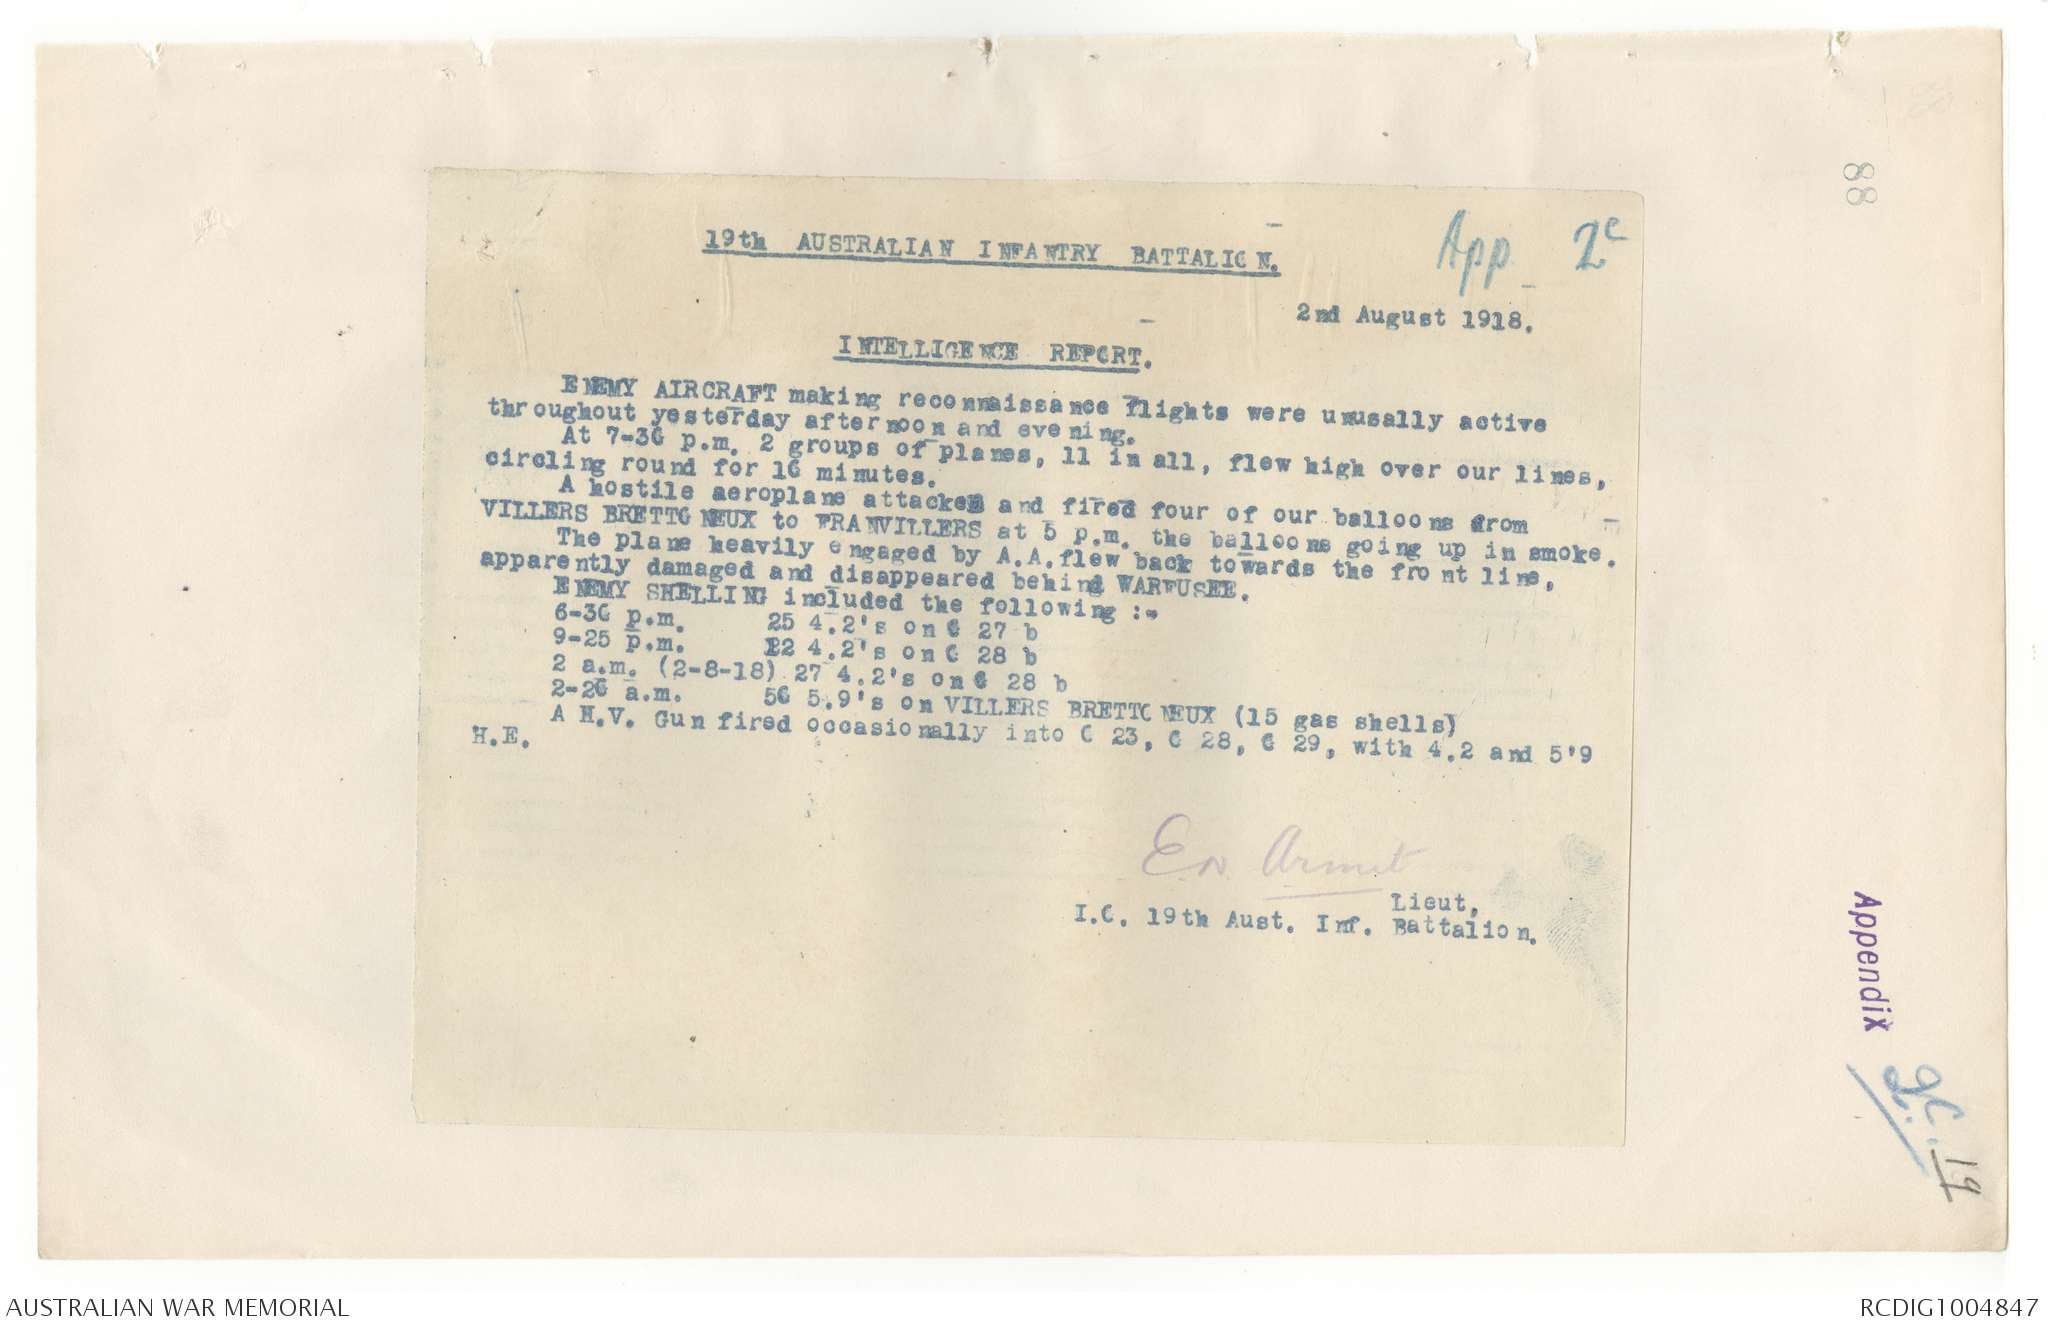 88
App 2c
19th AUSTRALIAN INFANTRY BATTALION.
2nd August 1918.
INTELLIGENCE REPORT.
ENEMY AIRCRAFT making reconnaissance flights were unusally active
throughout yesterday afternoon and evening.
At 7-30 p.m. 2 groups of planes, 11 in all, flew high over our lines,
circling round for 10 minutes.
A hostile aeroplane attacked and fired four of our balloons from
VILLERS BRETTONEUX to FRANVILLERS at 5 p.m. the balloons going up in smoke.
The plane heavily engaged by A.A.flew back towards the front line,
apparently damaged and disappeared behind WARFUSEE.
ENEMY SHELLING included the following :-
6-30 p.m. 25 4.2's on C 27 b
9-25 p.m. 22 4.2's on C 28 b
2 a.m. (2-8-18) 27 4.2's on C 28 b
2-20 a.m. 50 5.9's on VILLERS BRETTONEUX (15 gas shells)
A H.V. Gun fired occasionally into C 23, C 28, C 29, with 4.2 and 5'9
H.E.
Armit
Lieut,
I.O. 19th Aust. Inf. Battalion.
Appendix
2C.
19
AUSTRALIAN WAR MEMORIAL
RCDIG1004847